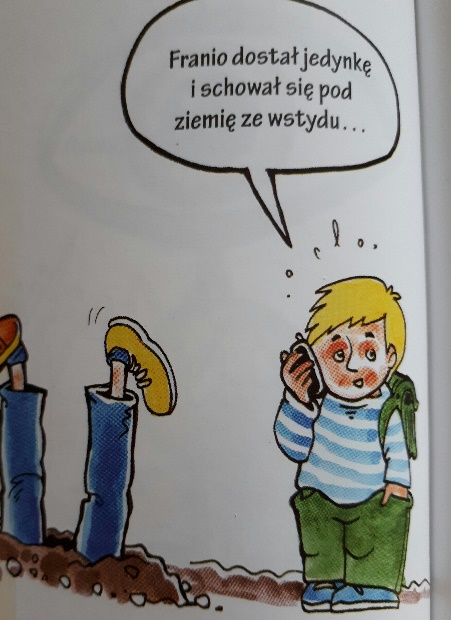 Franio dostał jedynkę
i schował się pod
ziemię ze wstydu...